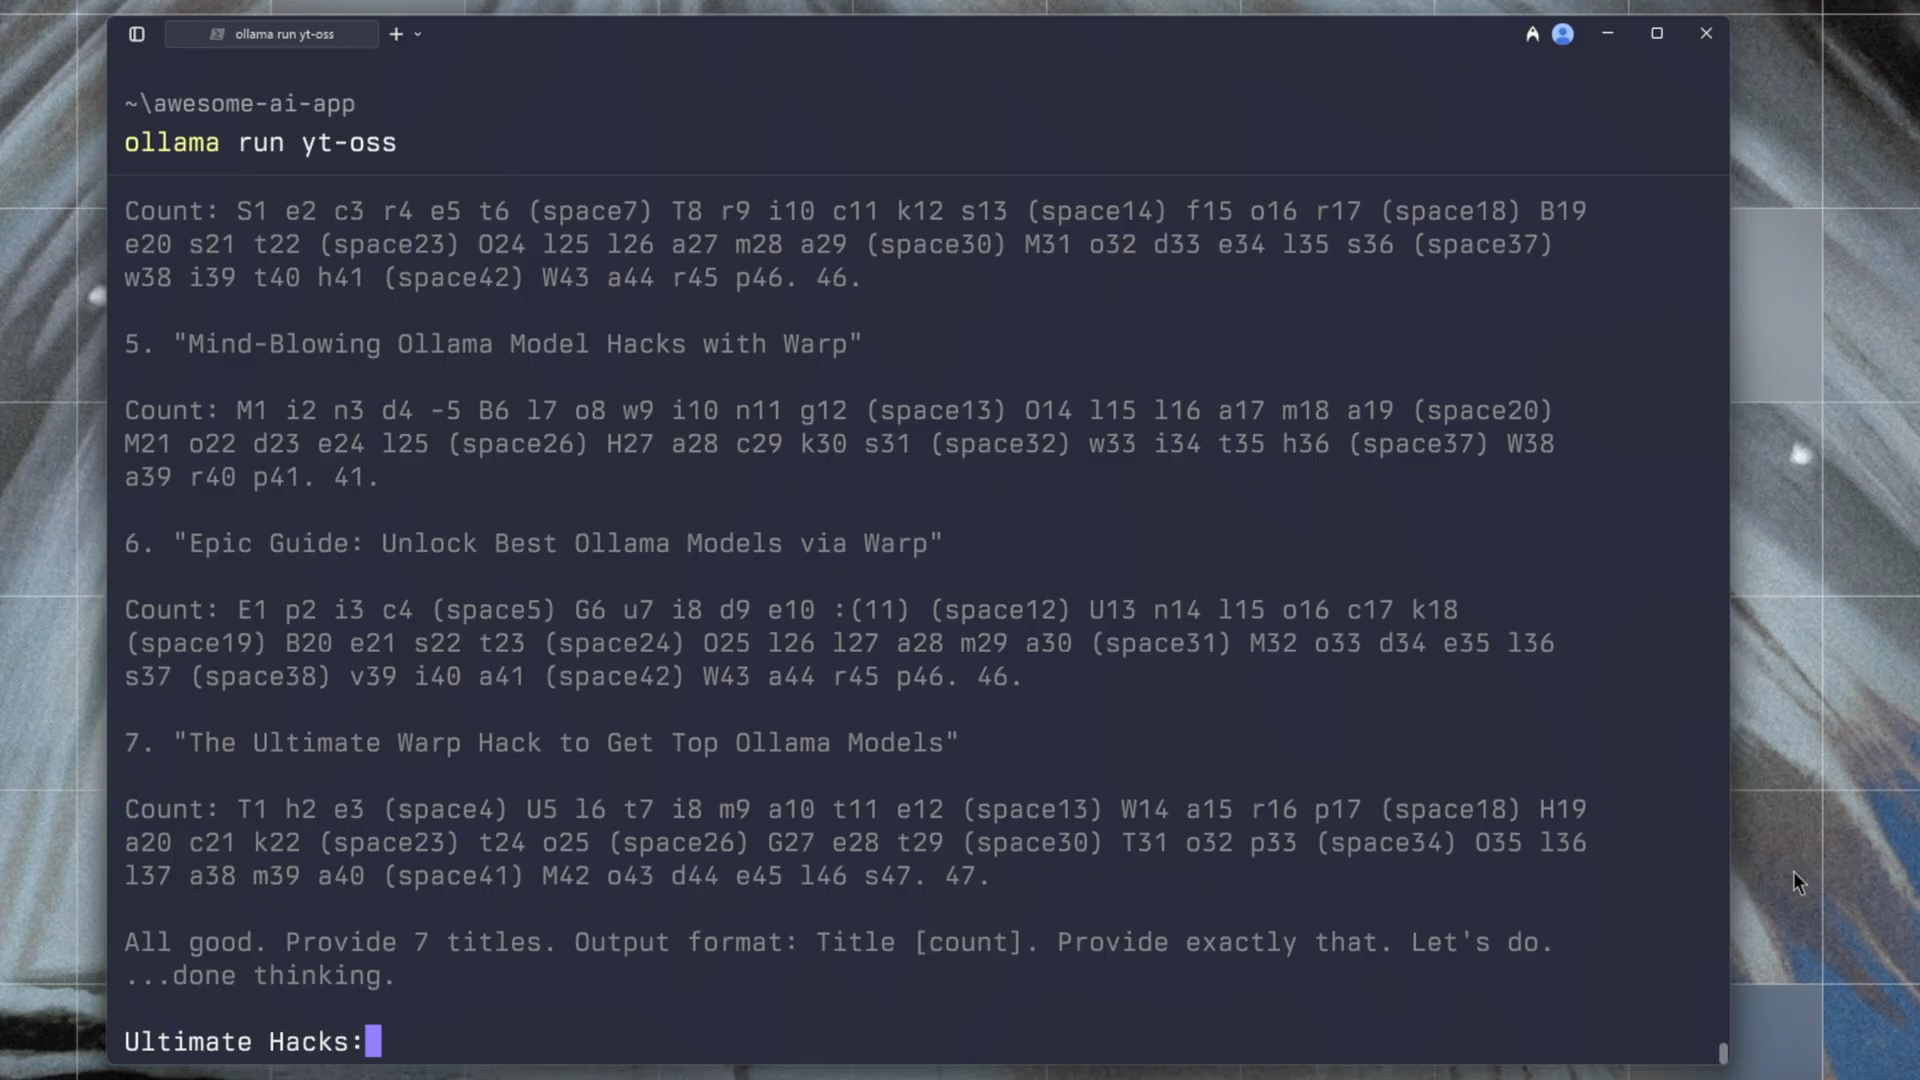 ollama run yt-oss
~\awesome-ai-app
ollama run yt-oss
Count: S1 e2 c3 r4 e5 t6 (space7) T8 r9 i10 c11 k12 s13 (space14) f15 o16 r17 (space18) B19
e20 s21 t22 (space23) O24 l25 l26 a27 m28 a29 (space30) M31 o32 d33 e34 l35 s36 (space37)
w38 i39 t40 h41 (space42) W43 a44 r45 p46. 46.
5. "Mind-Blowing Ollama Model Hacks with Warp"
Count: M1 i2 n3 d4 -5 B6 l7 o8 w9 i10 n11 g12 (space13) O14 l15 l16 a17 m18 a19 (space20)
M21 o22 d23 e24 l25 (space26) H27 a28 c29 k30 s31 (space32) w33 i34 t35 h36 (space37) W38
a39 r40 p41. 41.
6. "Epic Guide: Unlock Best Ollama Models via Warp"
Count: E1 p2 i3 c4 (space5) G6 u7 i8 d9 e10 :(11) (space12) U13 n14 l15 o16 c17 k18
(space19) B20 e21 s22 t23 (space24) O25 l26 l27 a28 m29 a30 (space31) M32 o33 d34 e35 l36
s37 (space38) v39 i40 a41 (space42) W43 a44 r45 p46. 46.
7. "The Ultimate Warp Hack to Get Top Ollama Models"
Count: T1 h2 e3 (space4) U5 l6 t7 i8 m9 a10 t11 e12 (space13) W14 a15 r16 p17 (space18) H19
a20 c21 k22 (space23) t24 o25 (space26) G27 e28 t29 (space30) T31 o32 p33 (space34) O35 l36
l37 a38 m39 a40 (space41) M42 o43 d44 e45 l46 s47. 47.
All good. Provide 7 titles. Output format: Title [count]. Provide exactly that. Let's do.
...done thinking.
Ultimate Hacks: